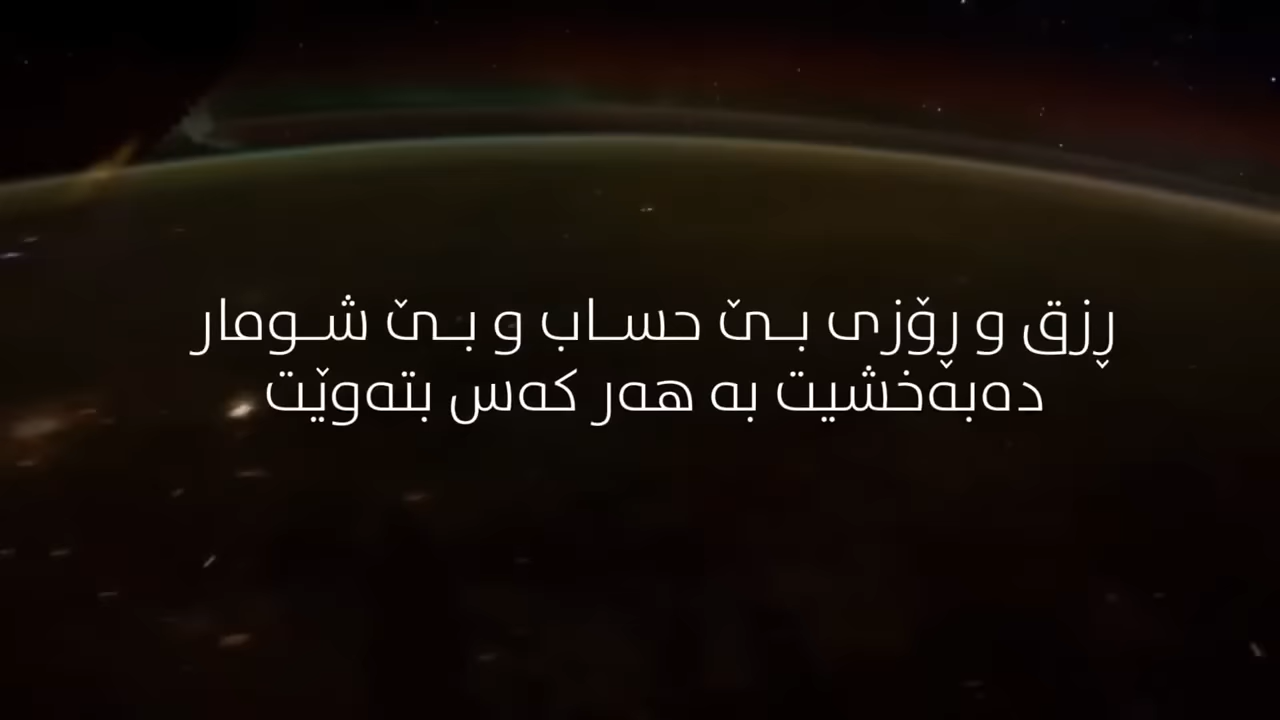 ڕزق و ڕۆزی بێ حساب و بێ شومار
دەبەخشیت بە هەر کەس بتەوێت